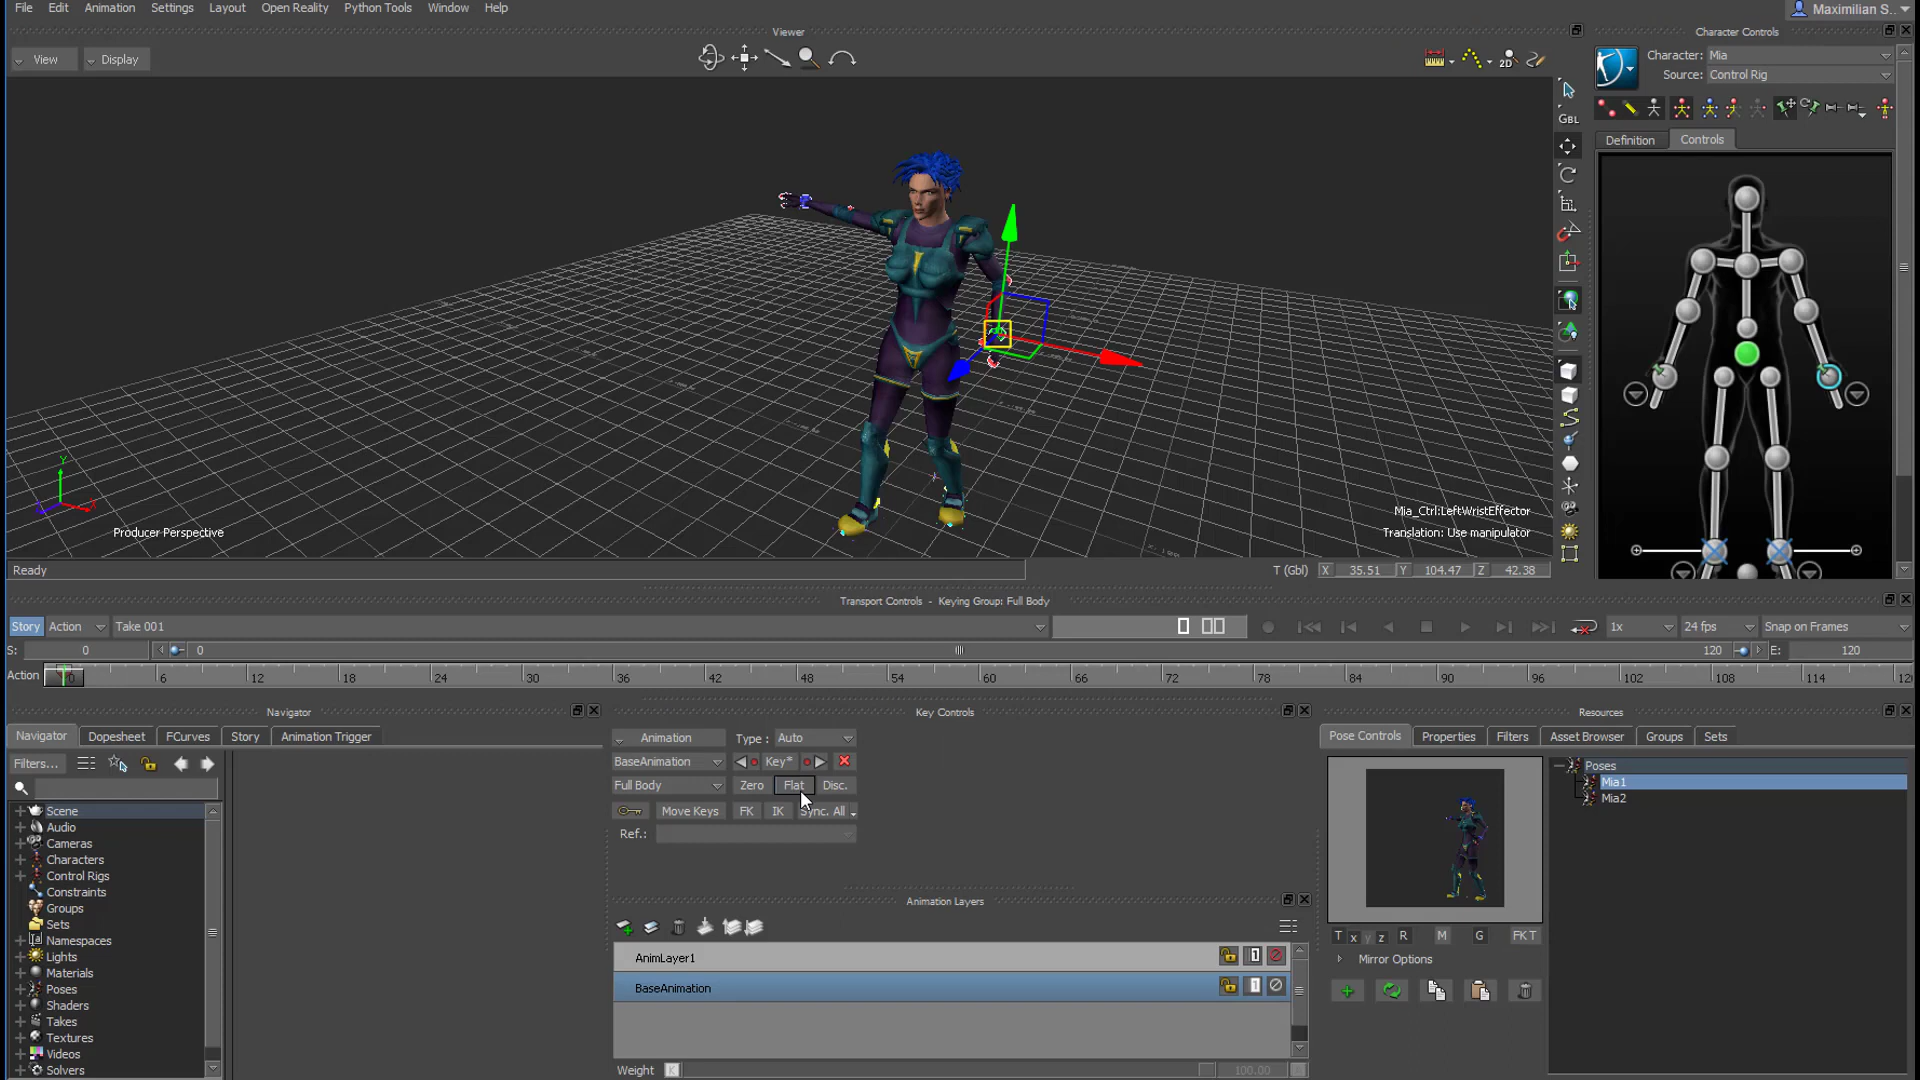 File Edit Animation Settings Layout Open Reality Python Tools Window Help
Maximilian S..
Viewer
Character Controls
View Display
2D
Character: Mia
Source: Control Rig
GBL
Definition Controls
Y
Producer Perspective
Mia_Ctrl:LeftWristEffector
Translation: Use manipulator
Ready
T (Gbl) X 35.51 Y 104.47 Z 42.38
Transport Controls - Keying Group: Full Body
Story Action Take 001 1x 24 fps Snap on Frames
S: 0 0 120 E: 120
Action 0 6 12 18 24 30 36 42 48 54 60 66 72 78 84 90 96 102 108 114 120
Navigator
Key Controls
Resources
Navigator Dopesheet FCurves Story Animation Trigger
Animation Type : Auto
BaseAnimation Key*
Full Body Zero Flat Disc.
Move Keys FK IK Sync. All
Ref.:
Filters...
Scene
Audio
Cameras
Characters
Control Rigs
Constraints
Groups
Sets
Namespaces
Lights
Materials
Poses
Shaders
Takes
Textures
Videos
Solvers
Animation Layers
AnimLayer1
BaseAnimation
Weight K 100.00
Pose Controls Properties Filters Asset Browser Groups Sets
Poses
Mia1
Mia2
T x y z R M G FK T
Mirror Options